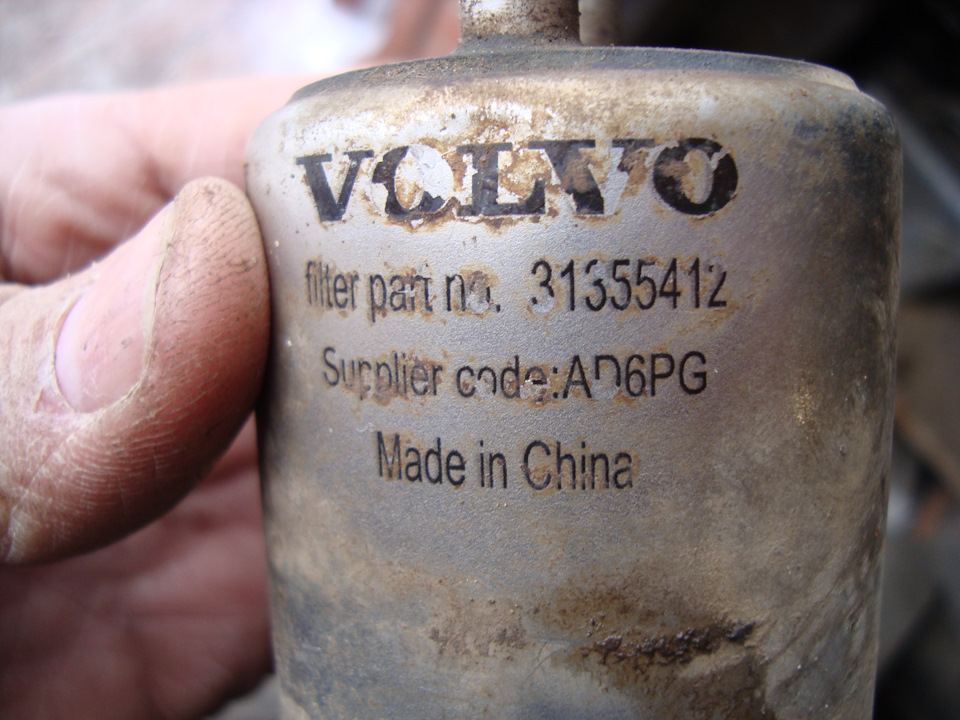 VOLVO
filter part no. 31355412
Supplier code:AD6PG
Made in China